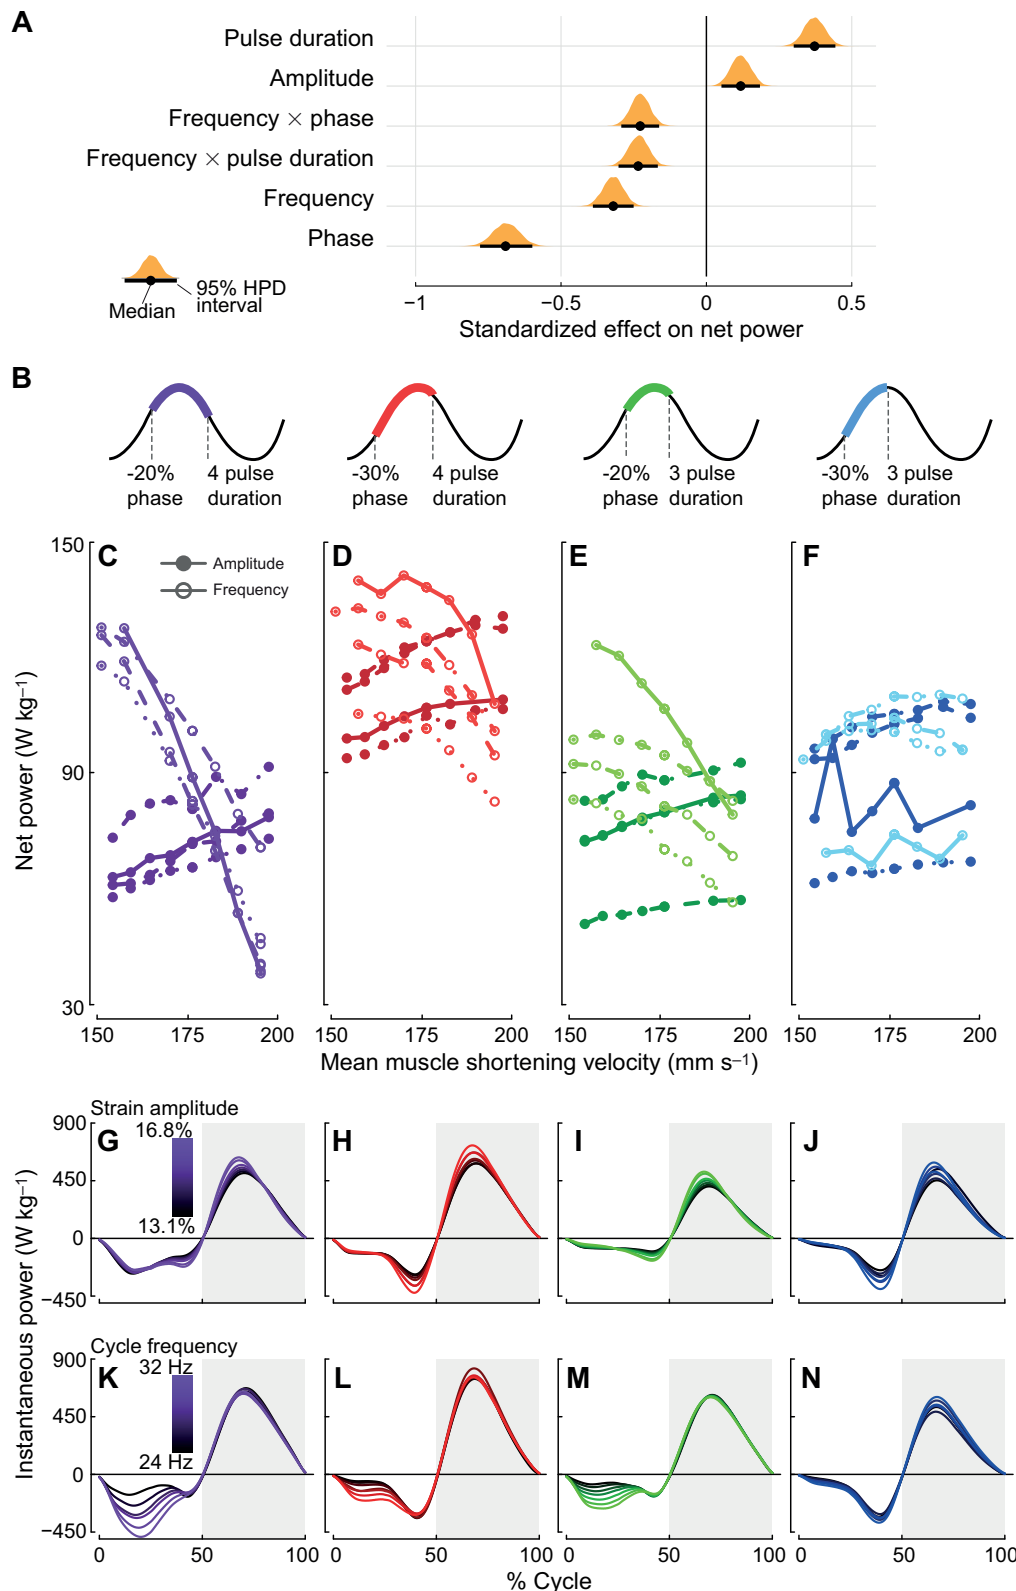 A
Pulse duration
Amplitude
Frequency × phase
Frequency × pulse duration
Frequency
Phase
95% HPD
interval
Median
−1 −0.5 0 0.5
Standardized effect on net power
B
-20% 4 pulse
phase duration
-30% 4 pulse
phase duration
-20% 3 pulse
phase duration
-30% 3 pulse
phase duration
150
90
30
Net power (W kg⁻¹)
C
Amplitude
Frequency
D
E
F
150 175 200
150 175 200
150 175 200
150 175 200
Mean muscle shortening velocity (mm s⁻¹)
Strain amplitude
900
450
0
−450
G
16.8%
13.1%
H
I
J
Instantaneous power (W kg⁻¹)
Cycle frequency
900
450
0
−450
K
32 Hz
24 Hz
L
M
N
0 50 100
0 50 100
0 50 100
0 50 100
% Cycle